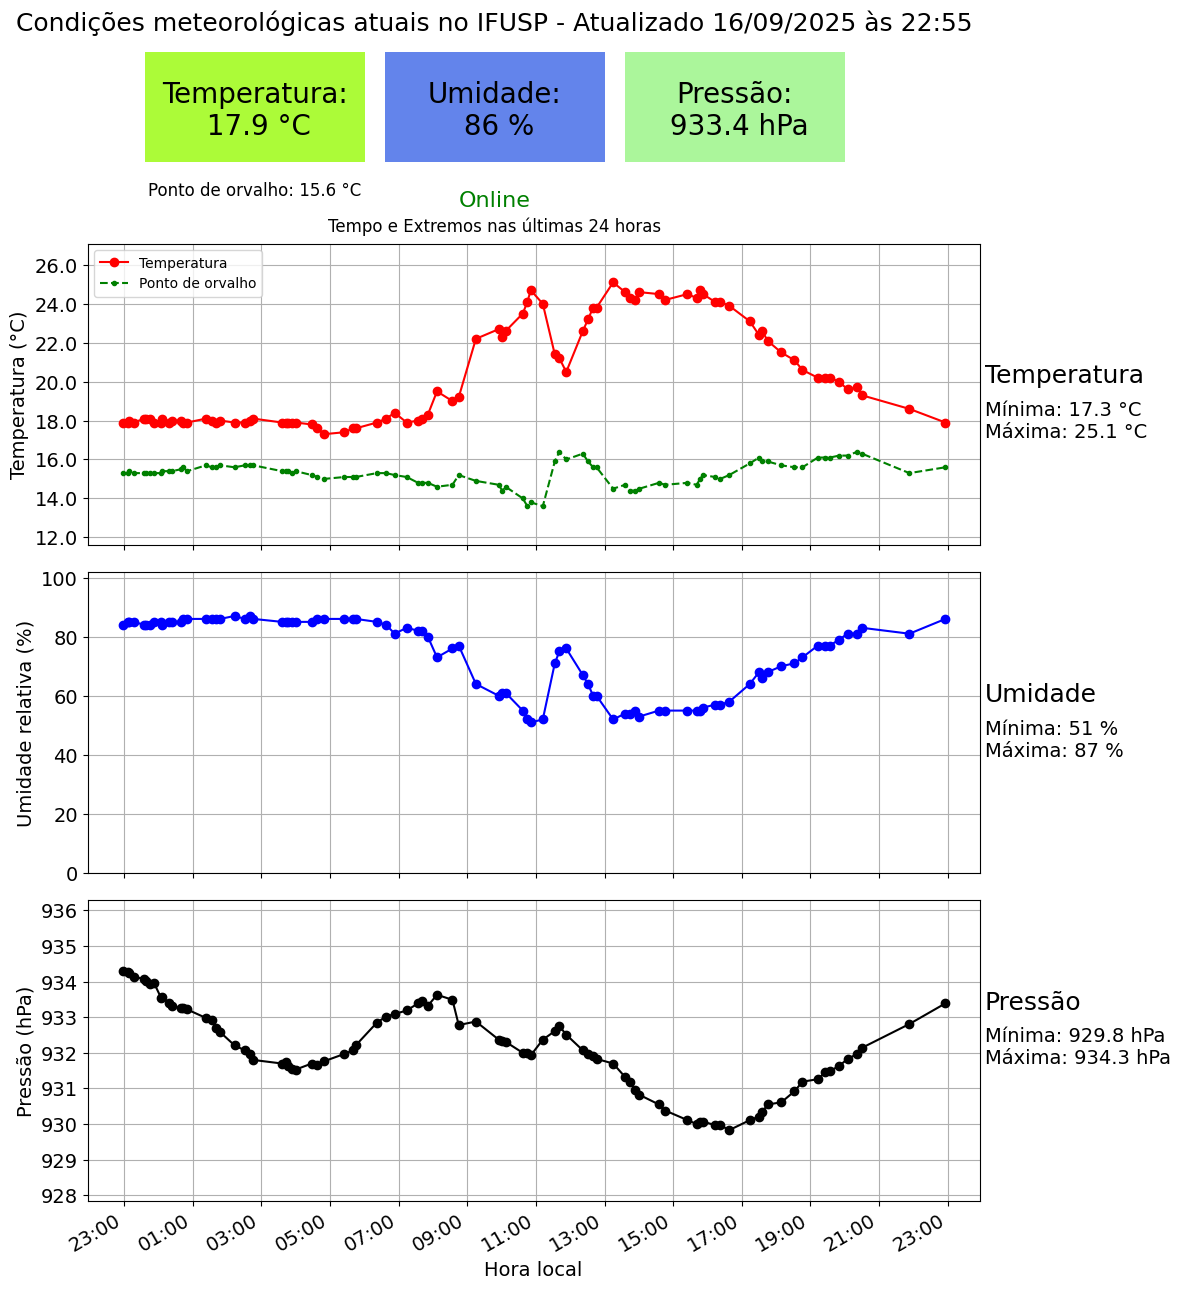 Condições meteorológicas atuais no IFUSP - Atualizado 16/09/2025 às 22:55
Temperatura:
17.9 °C
Umidade:
86 %
Pressão:
933.4 hPa
Ponto de orvalho: 15.6 °C
Online
Tempo e Extremos nas últimas 24 horas
Temperatura
Ponto de orvalho
Temperatura (°C)
26.0
24.0
22.0
20.0
18.0
16.0
14.0
12.0
Temperatura
Mínima: 17.3 °C
Máxima: 25.1 °C
Umidade relativa (%)
100
80
60
40
20
0
Umidade
Mínima: 51 %
Máxima: 87 %
Pressão (hPa)
936
935
934
933
932
931
930
929
928
Pressão
Mínima: 929.8 hPa
Máxima: 934.3 hPa
23:00 01:00 03:00 05:00 07:00 09:00 11:00 13:00 15:00 17:00 19:00 21:00 23:00
Hora local